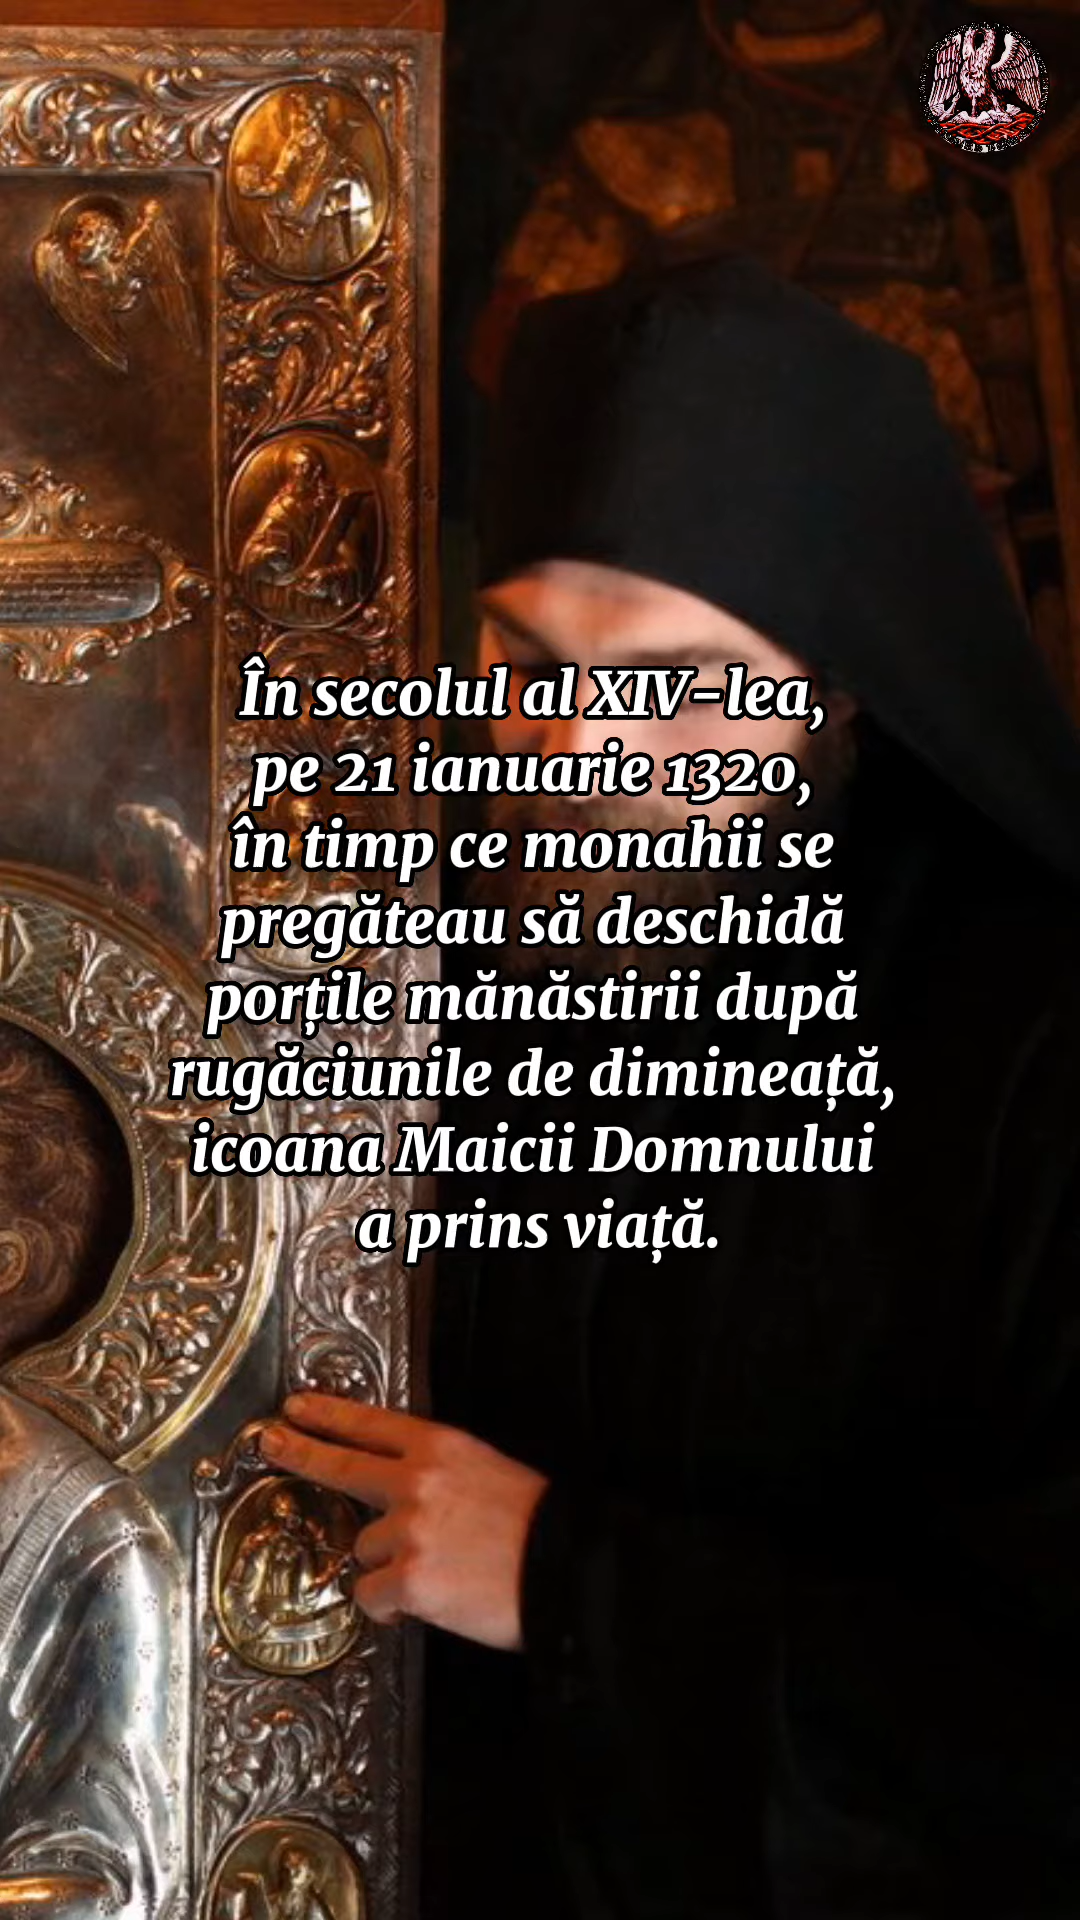 În secolul al XIV-lea,
pe 21 ianuarie 1320,
în timp ce monahii se
pregăteau să deschidă
porțile mănăstirii după
rugăciunile de dimineață,
icoana Maicii Domnului
a prins viață.